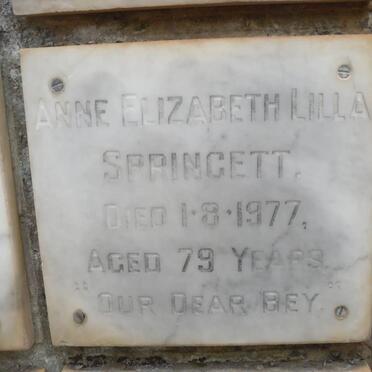 ANNE ELIZABETH LILLA
SPRINGETT.
DIED 1·8·1977,
AGED 79 YEARS.
"OUR DEAR BEY."